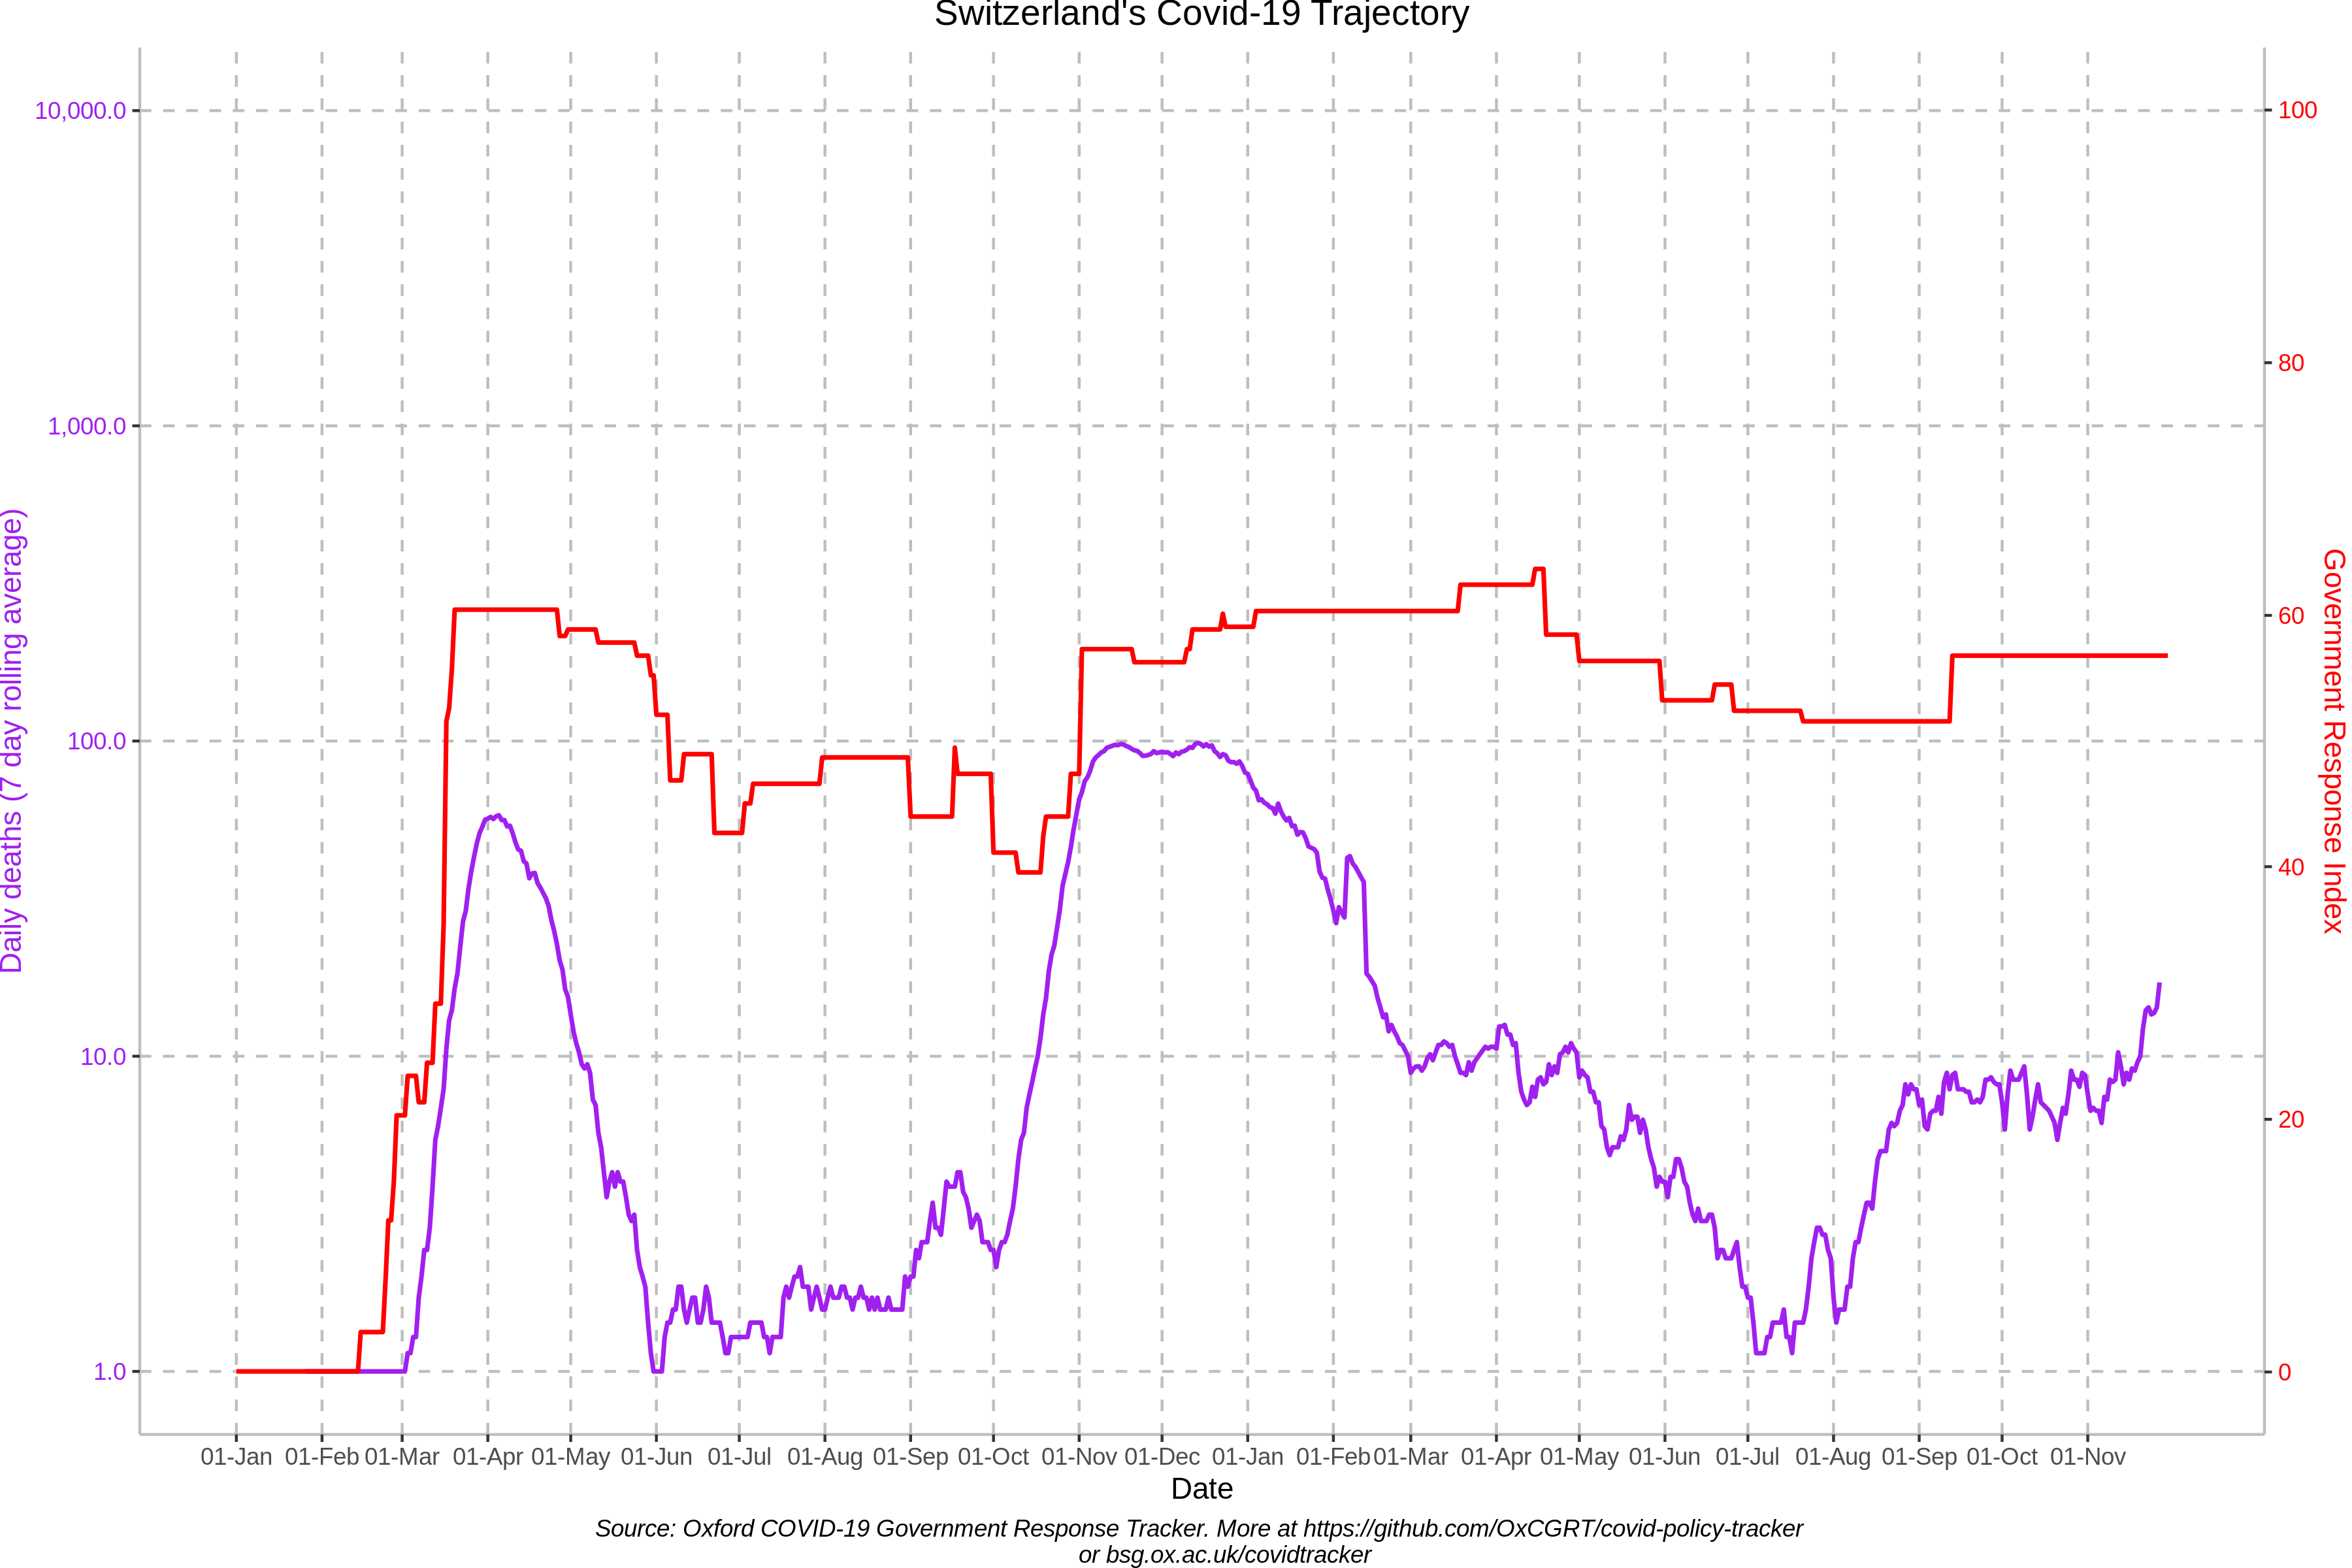 Switzerland's Covid-19 Trajectory
Daily deaths (7 day rolling average)
10,000.0
1,000.0
100.0
10.0
1.0
100
80
60
40
20
0
Government Response Index
01-Jan 01-Feb 01-Mar 01-Apr 01-May 01-Jun 01-Jul 01-Aug 01-Sep 01-Oct 01-Nov 01-Dec 01-Jan 01-Feb 01-Mar 01-Apr 01-May 01-Jun 01-Jul 01-Aug 01-Sep 01-Oct 01-Nov
Date
Source: Oxford COVID-19 Government Response Tracker. More at https://github.com/OxCGRT/covid-policy-tracker
or bsg.ox.ac.uk/covidtracker